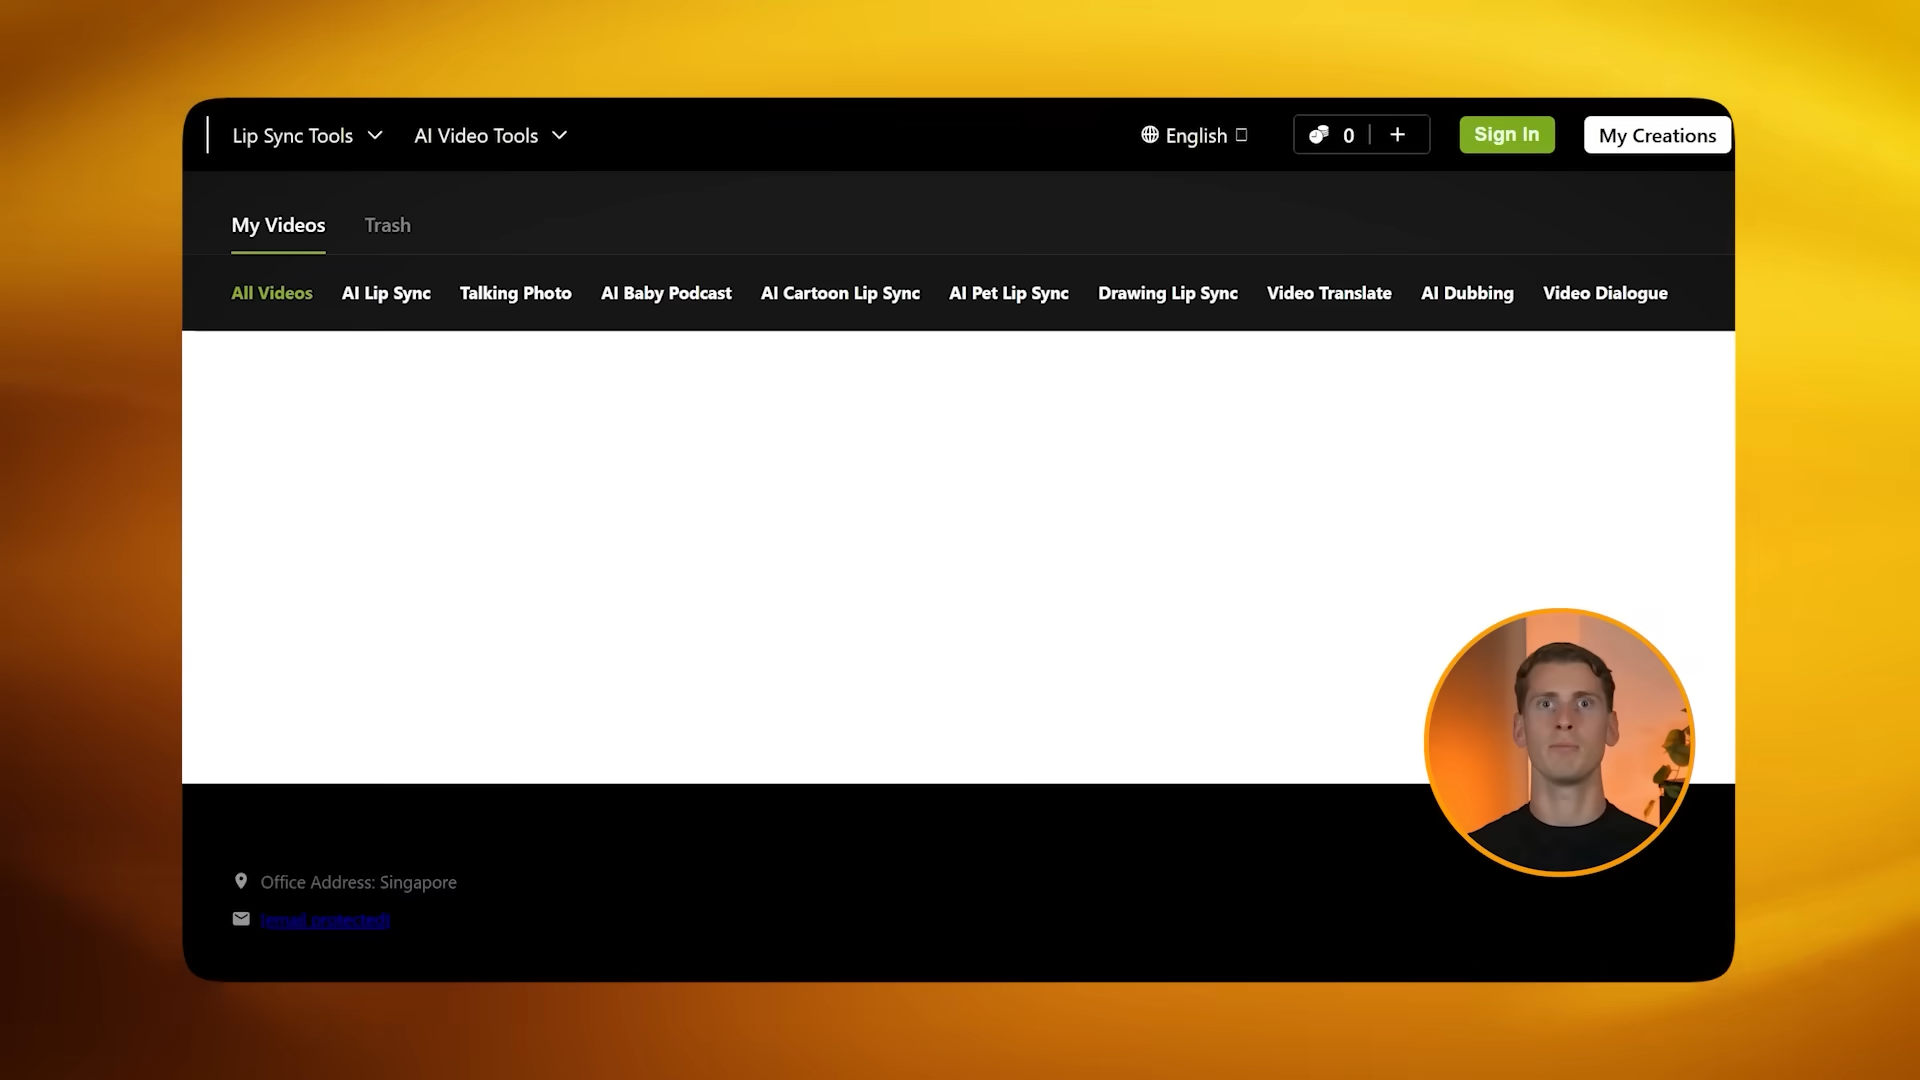 Lip Sync Tools AI Video Tools English 0 + Sign In My Creations
My Videos Trash
All Videos AI Lip Sync Talking Photo AI Baby Podcast AI Cartoon Lip Sync AI Pet Lip Sync Drawing Lip Sync Video Translate AI Dubbing Video Dialogue
Office Address: Singapore
[email protected]